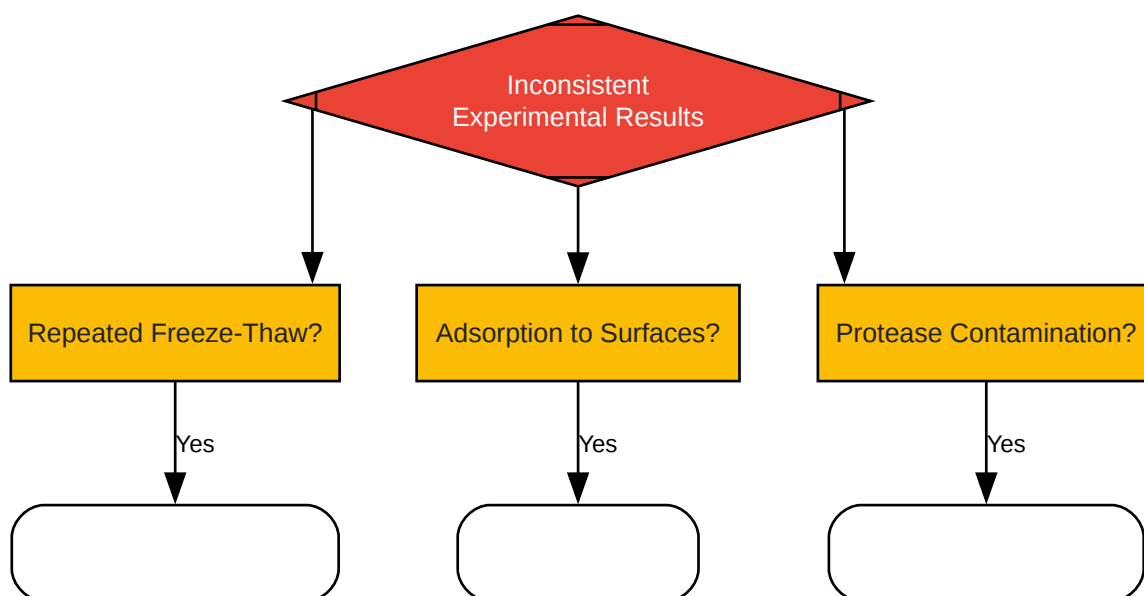 Inconsistent
Experimental Results
Repeated Freeze-Thaw?
Adsorption to Surfaces?
Protease Contamination?
Yes
Yes
Yes